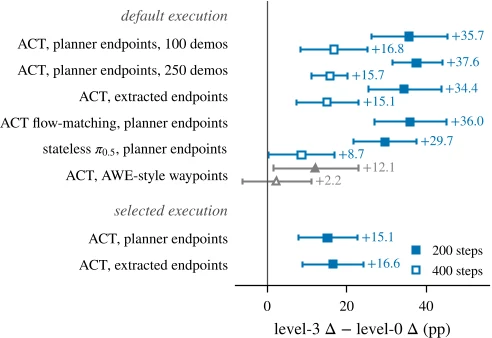 default execution
ACT, planner endpoints, 100 demos
+35.7
+16.8
ACT, planner endpoints, 250 demos
+37.6
+15.7
ACT, extracted endpoints
+34.4
+15.1
ACT flow-matching, planner endpoints
+36.0
stateless π0.5, planner endpoints
+29.7
+8.7
ACT, AWE-style waypoints
+12.1
+2.2
selected execution
ACT, planner endpoints
+15.1
ACT, extracted endpoints
+16.6
200 steps
400 steps
0 20 40
level-3 Δ − level-0 Δ (pp)